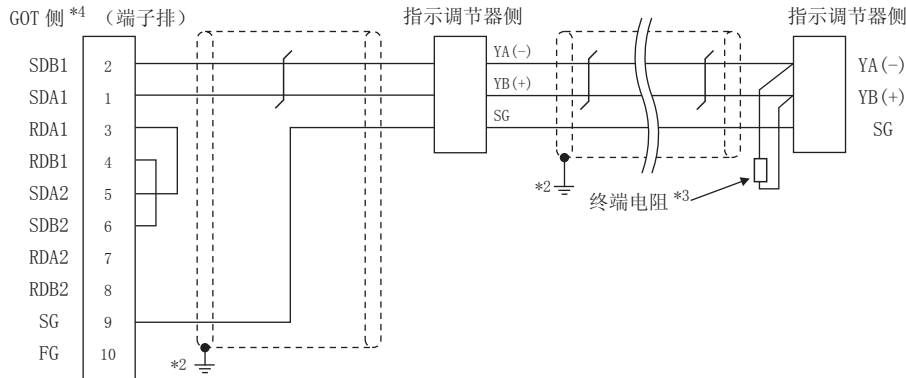 GOT 侧 *4 （端子排）
指示调节器侧
指示调节器侧
SDB1 2
YA(-)
YA(-)
SDA1 1
YB(+)
YB(+)
RDA1 3
SG
SG
RDB1 4
SDA2 5
*2
终端电阻 *3
SDB2 6
RDA2 7
RDB2 8
SG 9
FG 10
*2